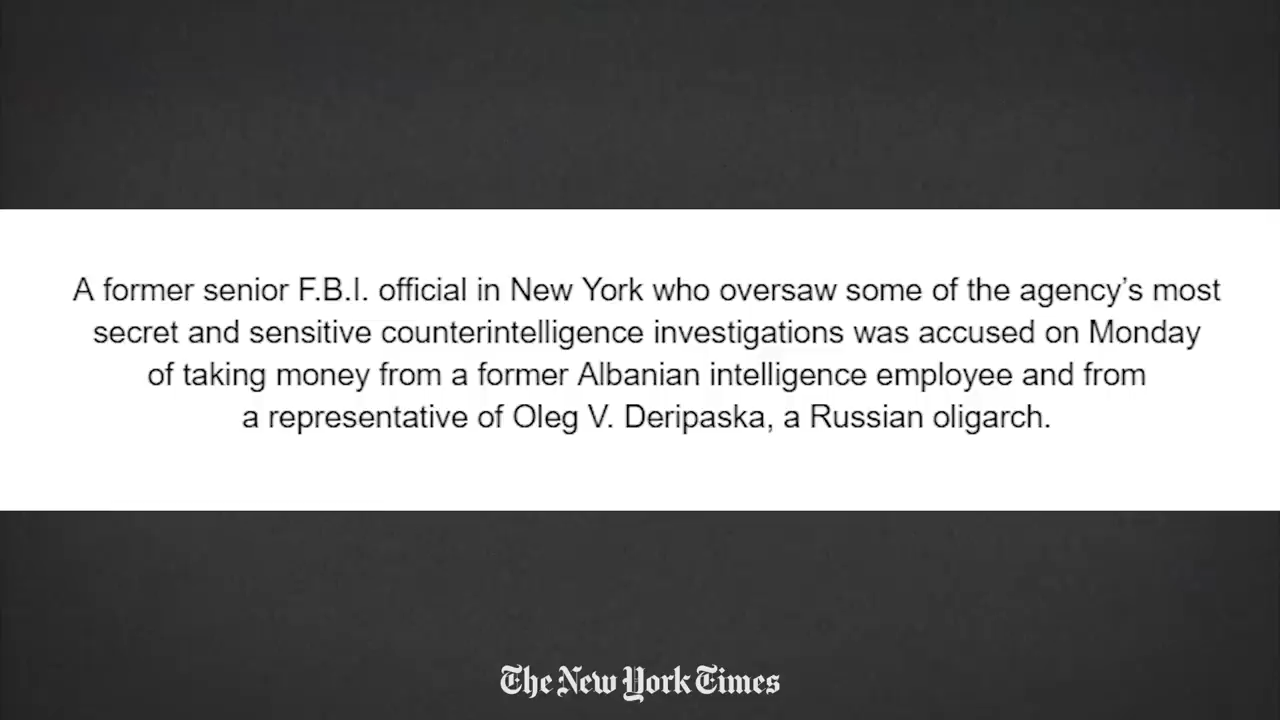 A former senior F.B.I. official in New York who oversaw some of the agency’s most
secret and sensitive counterintelligence investigations was accused on Monday
of taking money from a former Albanian intelligence employee and from
a representative of Oleg V. Deripaska, a Russian oligarch.
The New York Times